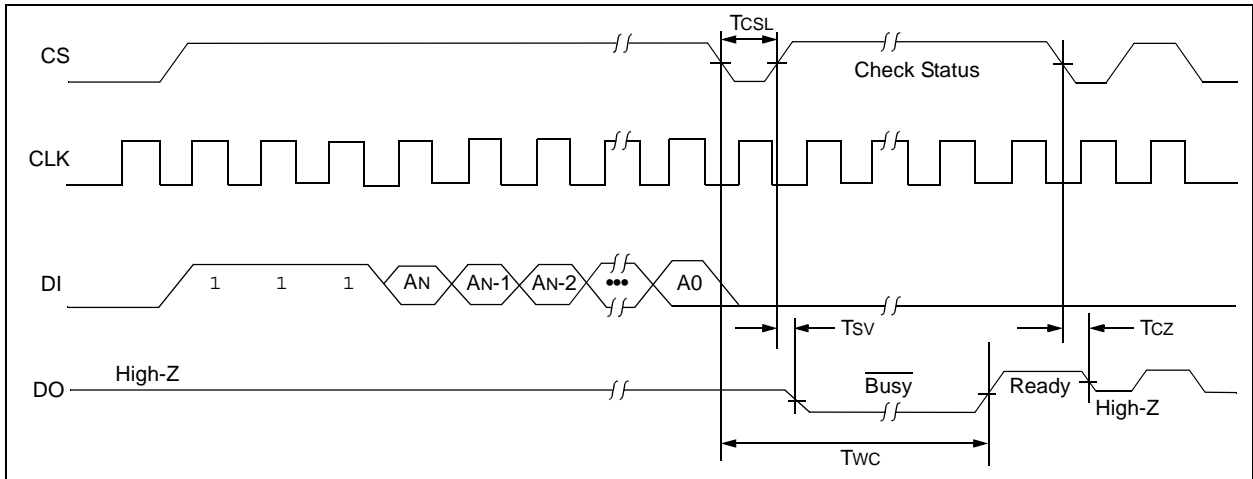 TCSL
CS
Check Status
CLK
DI
1 1 1 AN AN-1 AN-2 ••• A0
TSV
TCZ
High-Z
DO
Busy
Ready
High-Z
TWC